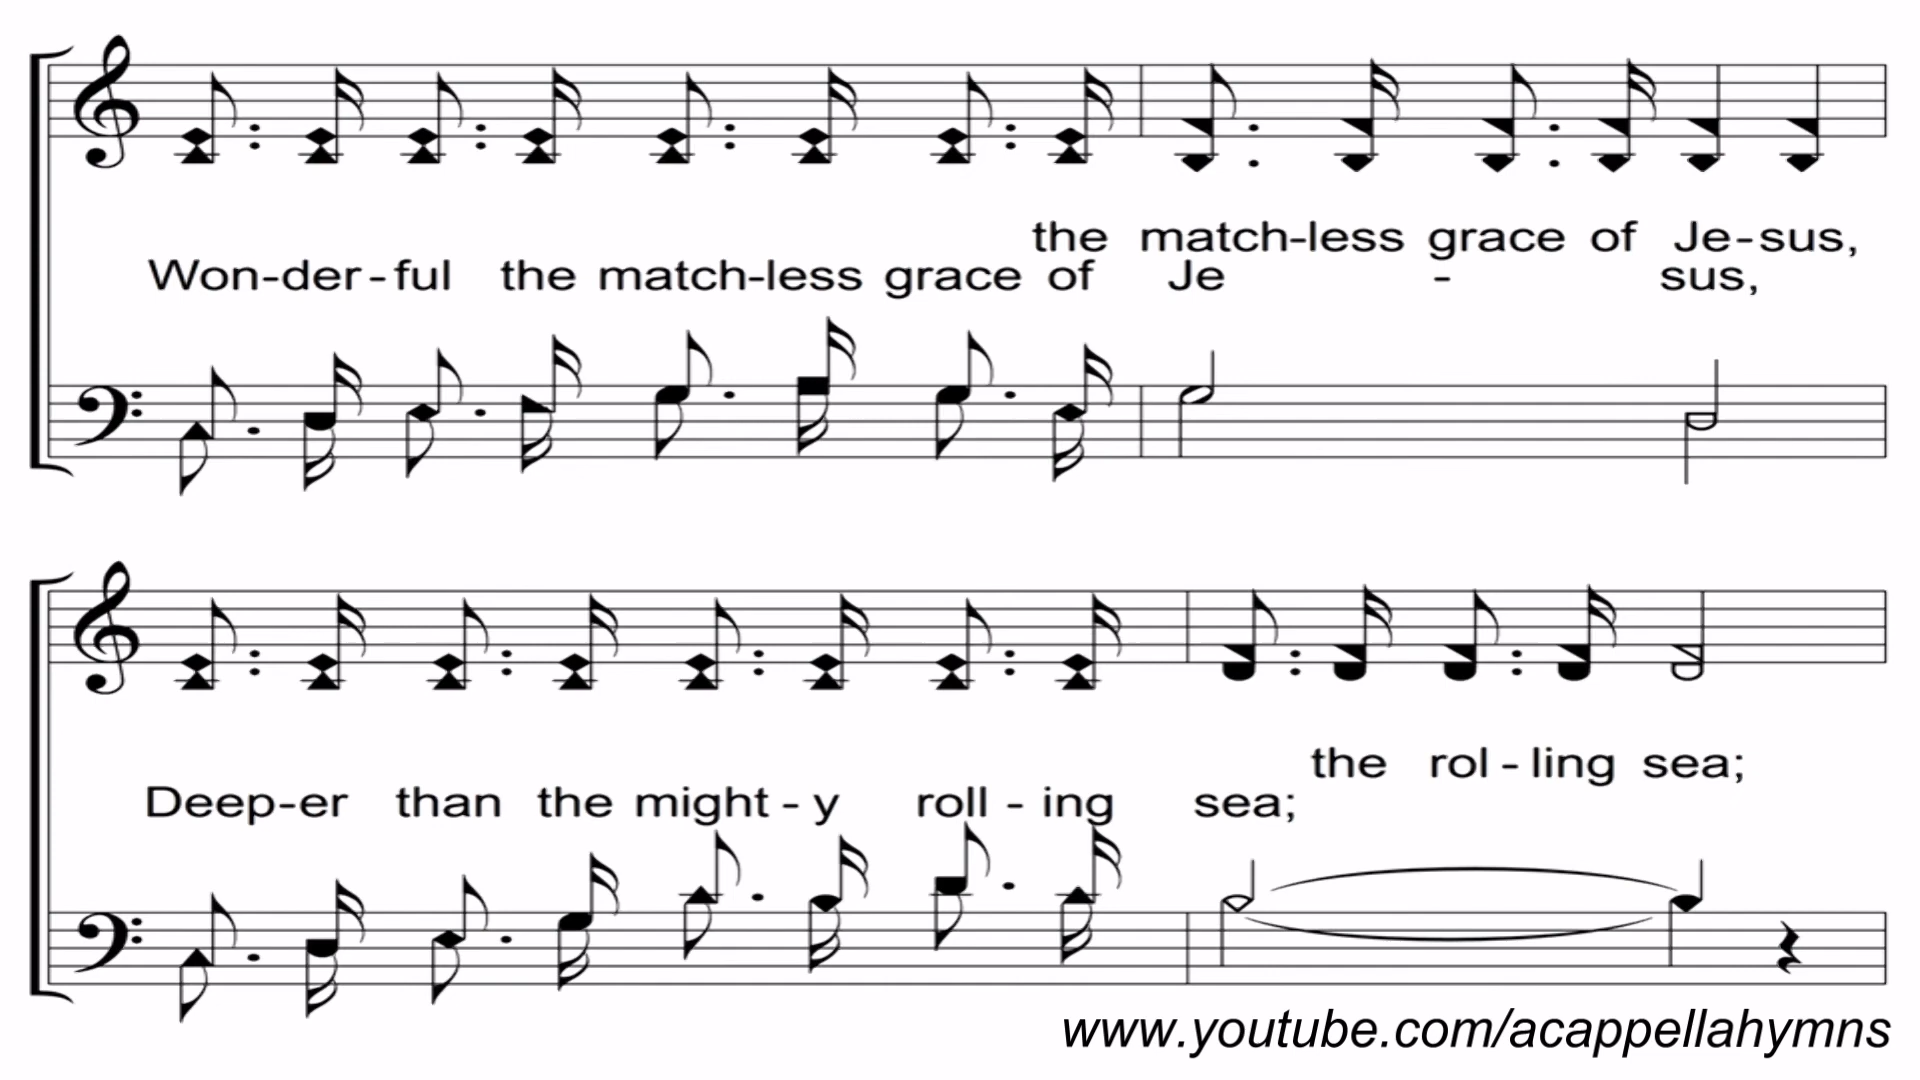 the match-less grace of Je-sus,
Won-der-ful the match-less grace of Je - sus,
the rol-ling sea;
Deep-er than the might-y roll-ing sea;
www.youtube.com/acappellahymns